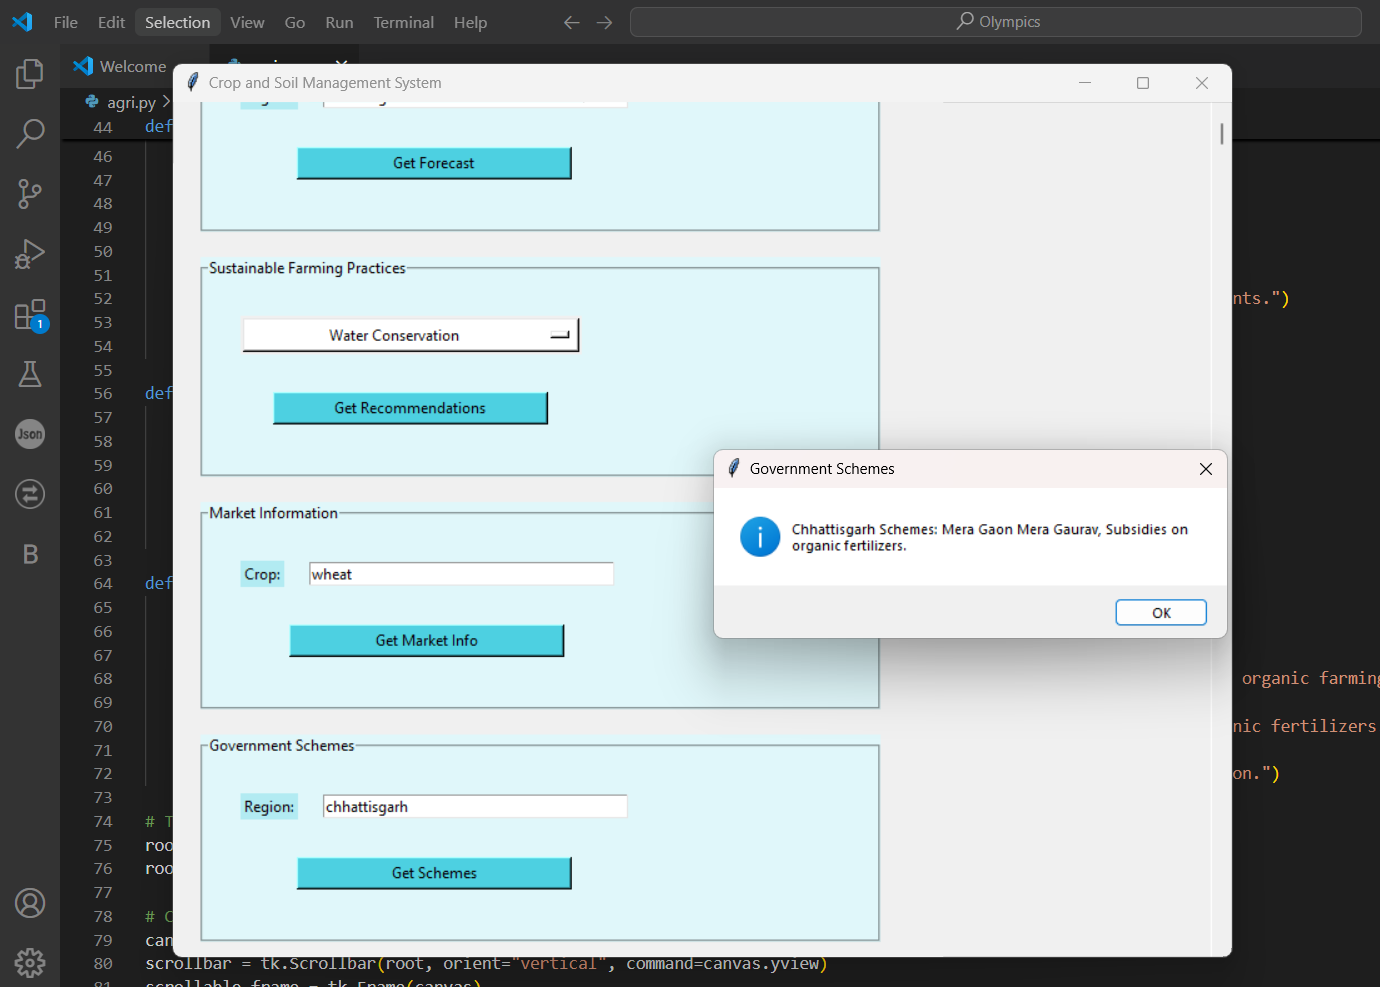 File Edit Selection View Go Run Terminal Help
Olympics
Welcome
agri.py
Crop and Soil Management System
44 def
46
47
48
49
50
51
52 nts.")
53
54
55
56 def
57
58
59
60
61
62
63
64 def
65
66
67
68 organic farming
69
70 nic fertilizers
71
72 on.")
73
74 # T
75 roo
76 roo
77
78 # C
79 can
80 scrollbar = tk.Scrollbar(root, orient="vertical", command=canvas.yview)
Get Forecast
Sustainable Farming Practices
Water Conservation
Get Recommendations
Market Information
Crop: wheat
Get Market Info
Government Schemes
Region: chhattisgarh
Get Schemes
Government Schemes
Chhattisgarh Schemes: Mera Gaon Mera Gaurav, Subsidies on
organic fertilizers.
OK
1
Json
B